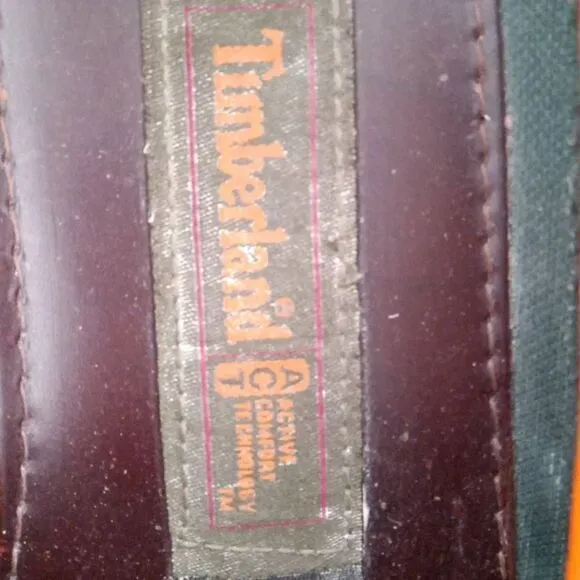 Timberland®
ACT
ACTIVE
COMFORT
TECHNOLOGY
TM